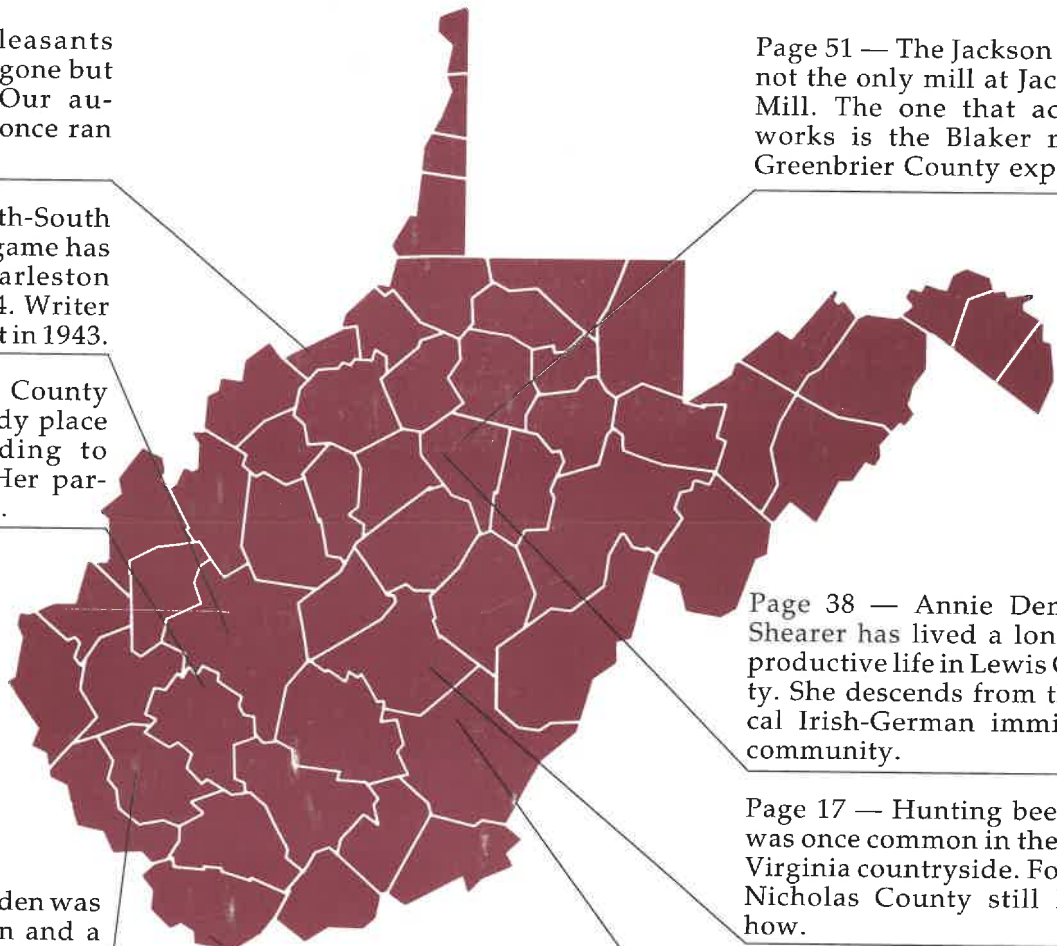 leasants
gone but
Our au-
once ran
th-South
game has
arleston
4. Writer
t in 1943.
County
dy place
ding to
Her par-
.
den was
n and a
Page 51 — The Jackson
not the only mill at Jac
Mill. The one that ac
works is the Blaker m
Greenbrier County exp
Page 38 — Annie Den
Shearer has lived a lon
productive life in Lewis C
ty. She descends from t
cal Irish-German immi
community.
Page 17 — Hunting bee
was once common in the
Virginia countryside. Fo
Nicholas County still
how.